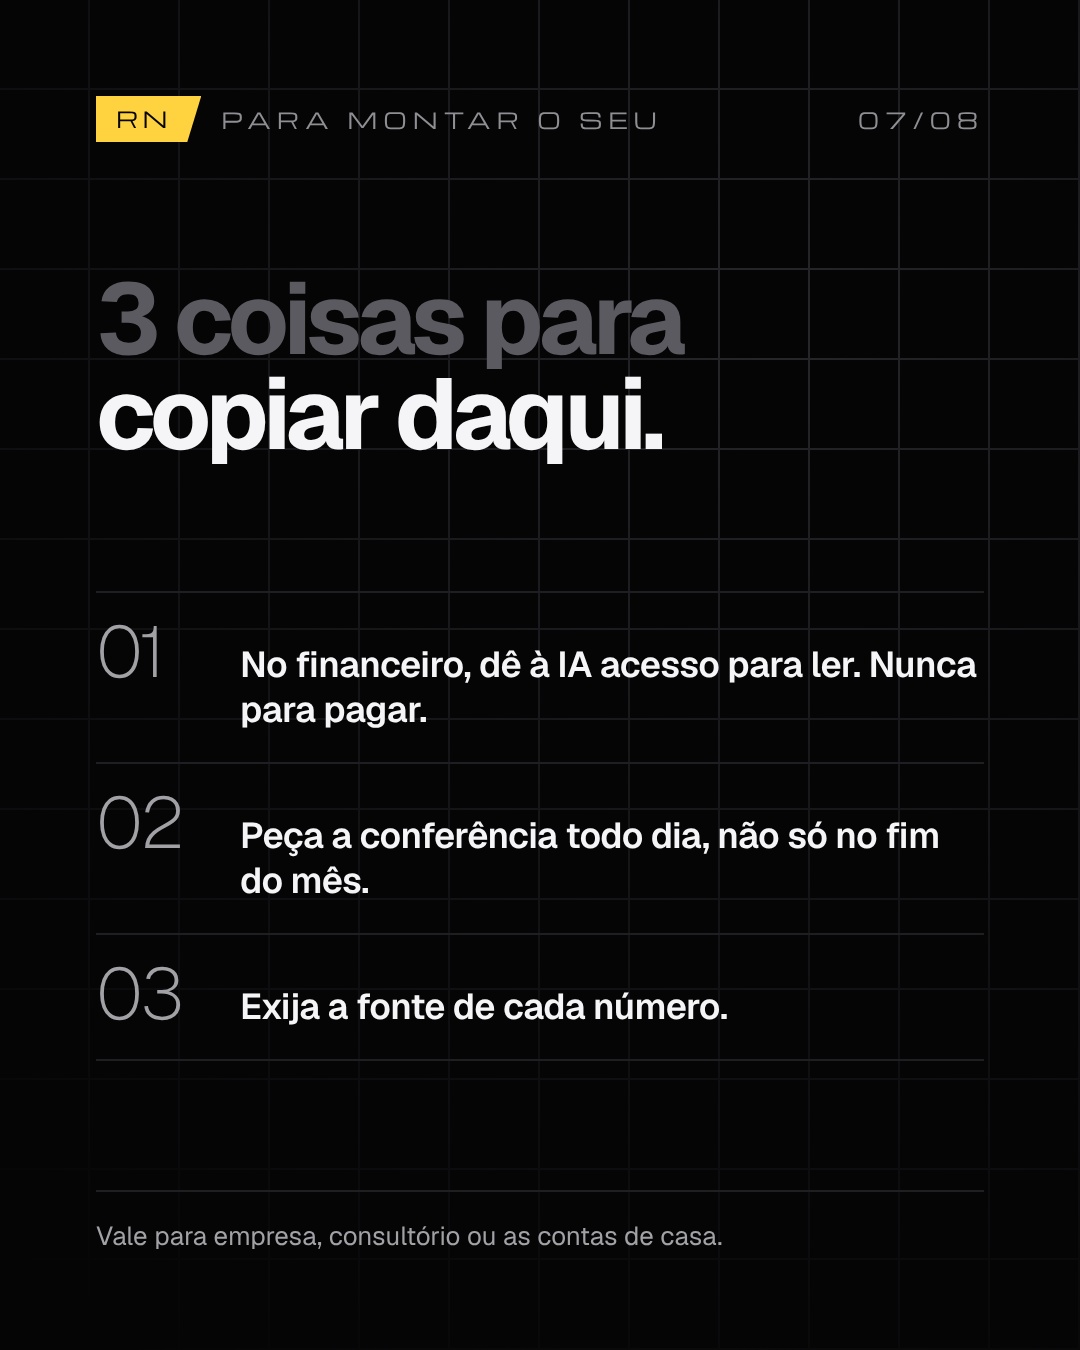 RN PARA MONTAR O SEU 07/08
3 coisas para
copiar daqui.
01 No financeiro, dê à IA acesso para ler. Nunca
para pagar.
02 Peça a conferência todo dia, não só no fim
do mês.
03 Exija a fonte de cada número.
Vale para empresa, consultório ou as contas de casa.